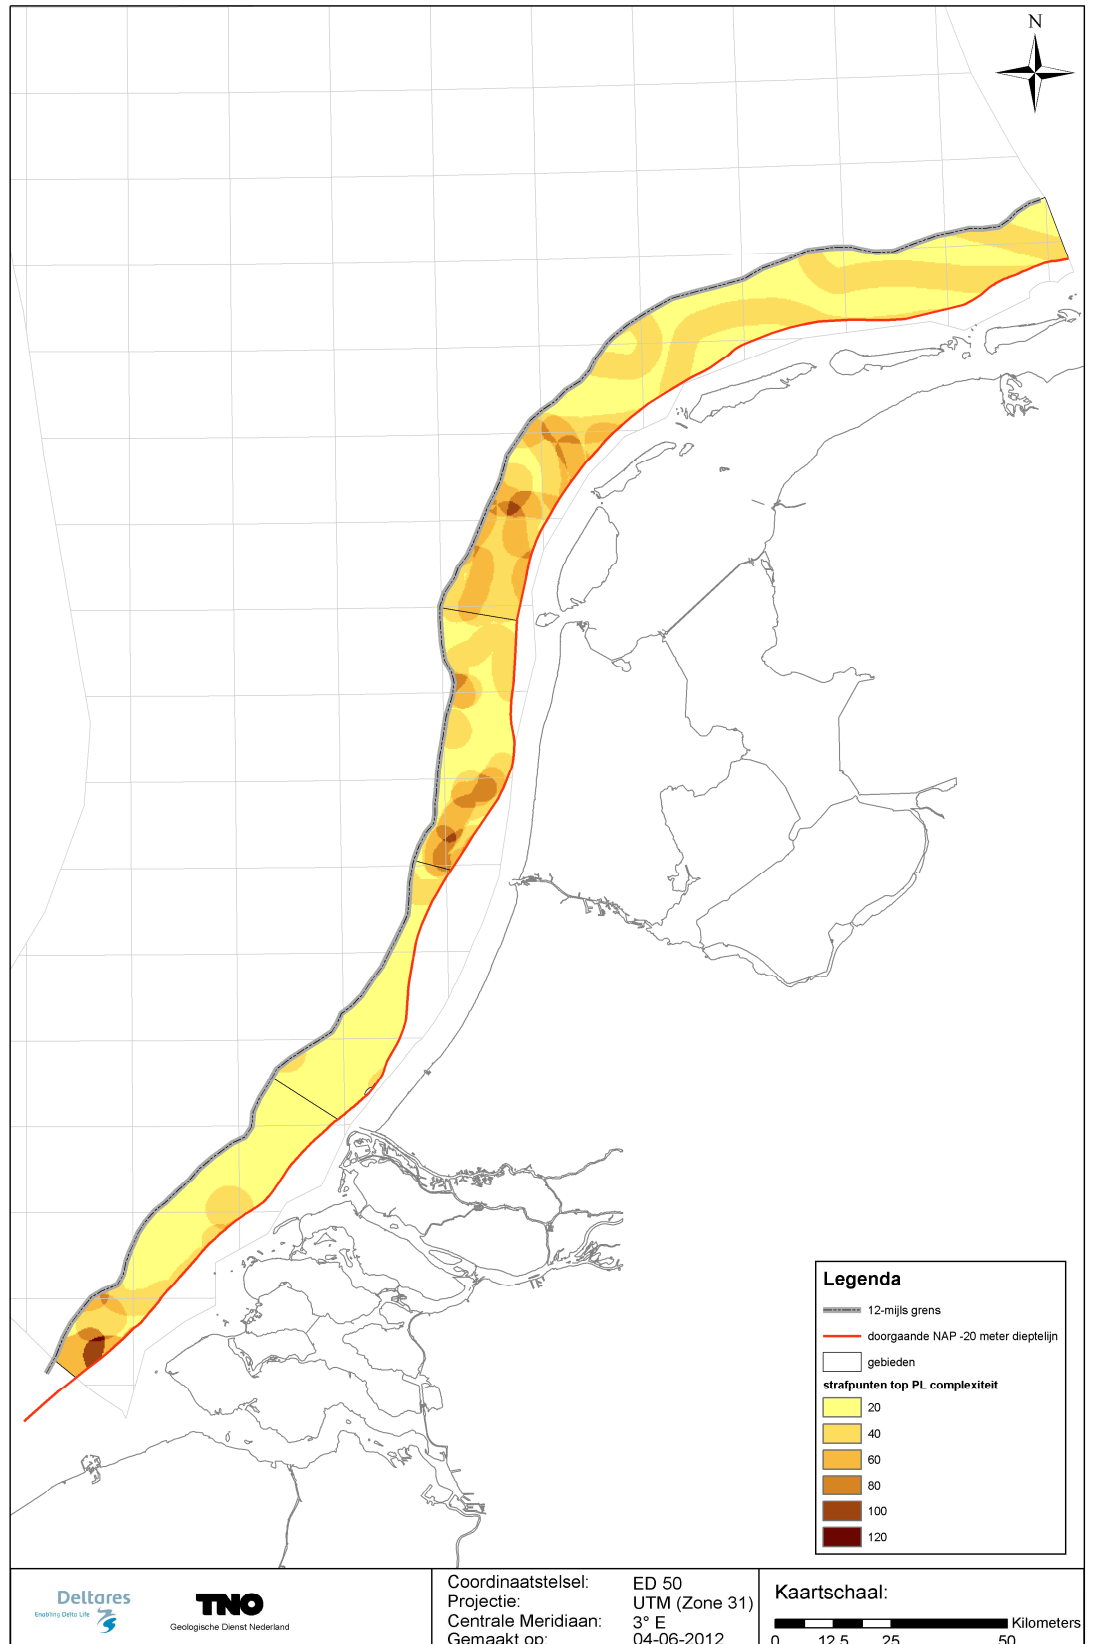 N
Legenda
12-mijls grens
doorgaande NAP -20 meter dieptelijn
gebieden
strafpunten top PL complexiteit
20
40
60
80
100
120
Deltares
Enabling Delta Life
TNO
Geologische Dienst Nederland
Coordinaatstelsel: ED 50
Projectie: UTM (Zone 31)
Centrale Meridiaan: 3° E
Gemaakt op: 04-06-2012
Kaartschaal:
Kilometers
0 12,5 25 50